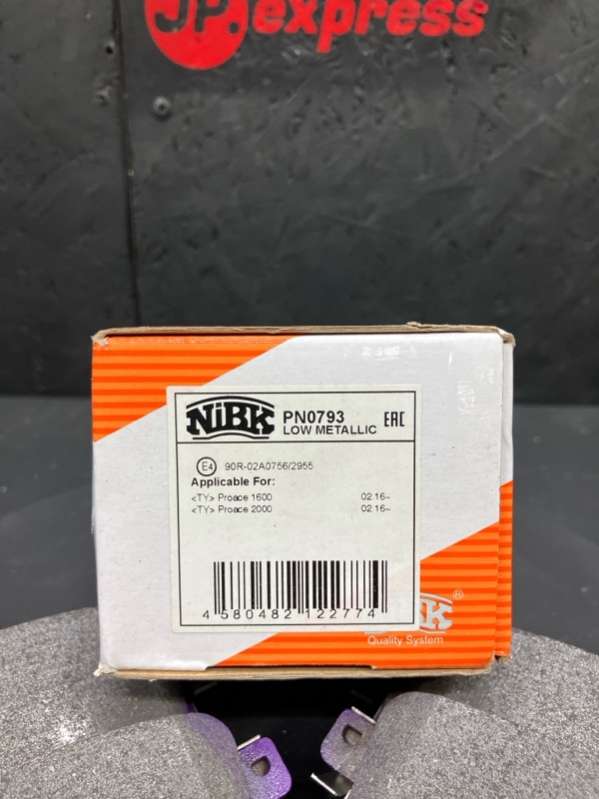 JP express
NiBK PN0793 EAC
LOW METALLIC
E4 90R-02A0756/2955
Applicable For:
<TY> Proace 1600 02.16~
<TY> Proace 2000 02.16~
4 580482 122774
BK ®
Quality System